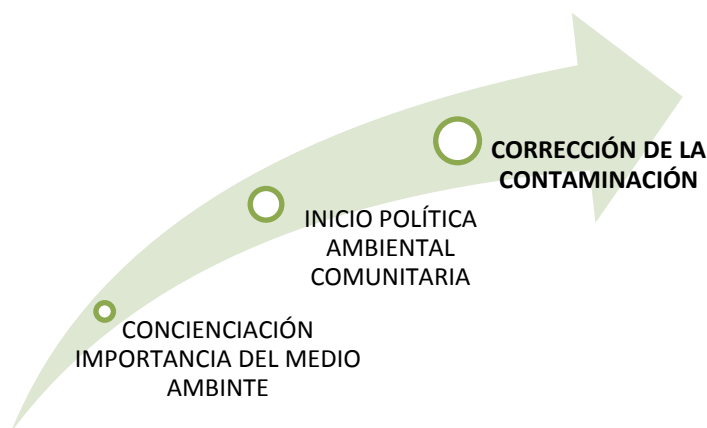 CORRECCIÓN DE LA
CONTAMINACIÓN
INICIO POLÍTICA
AMBIENTAL
COMUNITARIA
CONCIENCIACIÓN
IMPORTANCIA DEL MEDIO
AMBINTE